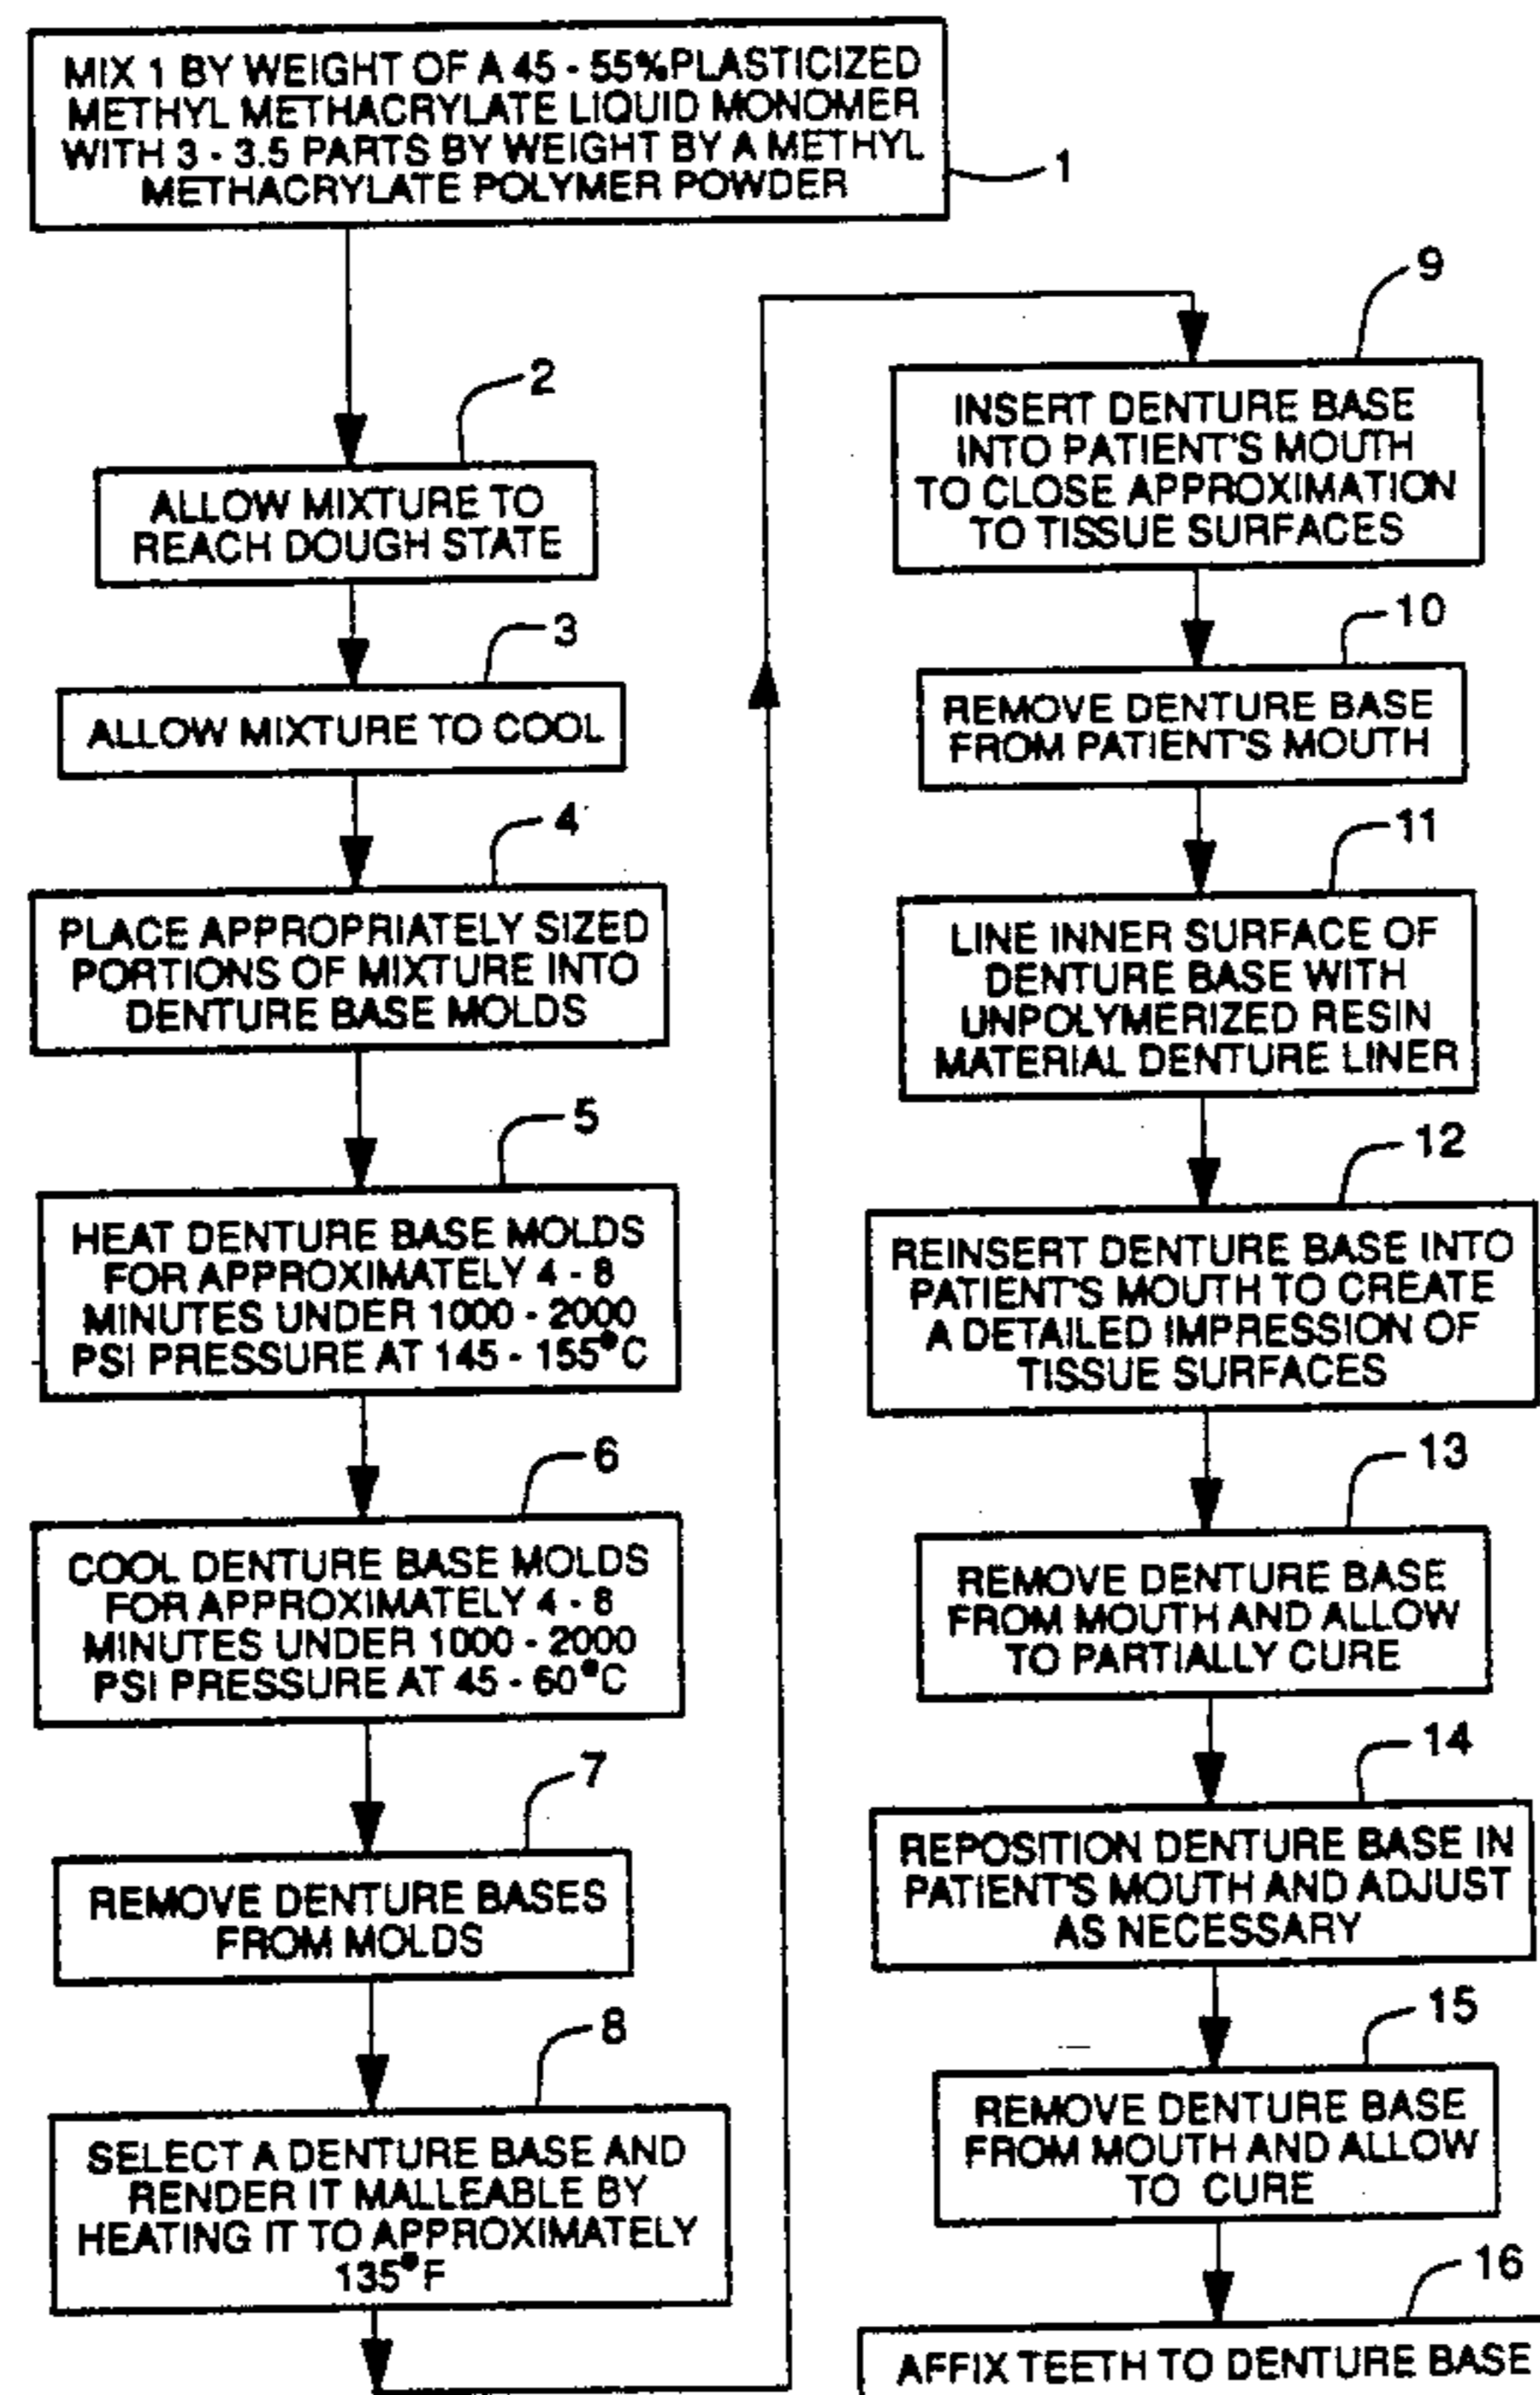 MIX 1 BY WEIGHT OF A 45 - 55% PLASTICIZED
METHYL METHACRYLATE LIQUID MONOMER
WITH 3 - 3.5 PARTS BY WEIGHT BY A METHYL
METHACRYLATE POLYMER POWDER
1
2
ALLOW MIXTURE TO
REACH DOUGH STATE
3
ALLOW MIXTURE TO COOL
4
PLACE APPROPRIATELY SIZED
PORTIONS OF MIXTURE INTO
DENTURE BASE MOLDS
5
HEAT DENTURE BASE MOLDS
FOR APPROXIMATELY 4 - 8
MINUTES UNDER 1000 - 2000
PSI PRESSURE AT 145 - 155°C
6
COOL DENTURE BASE MOLDS
FOR APPROXIMATELY 4 - 8
MINUTES UNDER 1000 - 2000
PSI PRESSURE AT 45 - 60°C
7
REMOVE DENTURE BASES
FROM MOLDS
8
SELECT A DENTURE BASE AND
RENDER IT MALLEABLE BY
HEATING IT TO APPROXIMATELY
135°F
9
INSERT DENTURE BASE
INTO PATIENT'S MOUTH
TO CLOSE APPROXIMATION
TO TISSUE SURFACES
10
REMOVE DENTURE BASE
FROM PATIENT'S MOUTH
11
LINE INNER SURFACE OF
DENTURE BASE WITH
UNPOLYMERIZED RESIN
MATERIAL DENTURE LINER
12
REINSERT DENTURE BASE INTO
PATIENT'S MOUTH TO CREATE
A DETAILED IMPRESSION OF
TISSUE SURFACES
13
REMOVE DENTURE BASE
FROM MOUTH AND ALLOW
TO PARTIALLY CURE
14
REPOSITION DENTURE BASE IN
PATIENT'S MOUTH AND ADJUST
AS NECESSARY
15
REMOVE DENTURE BASE
FROM MOUTH AND ALLOW
TO CURE
16
AFFIX TEETH TO DENTURE BASE